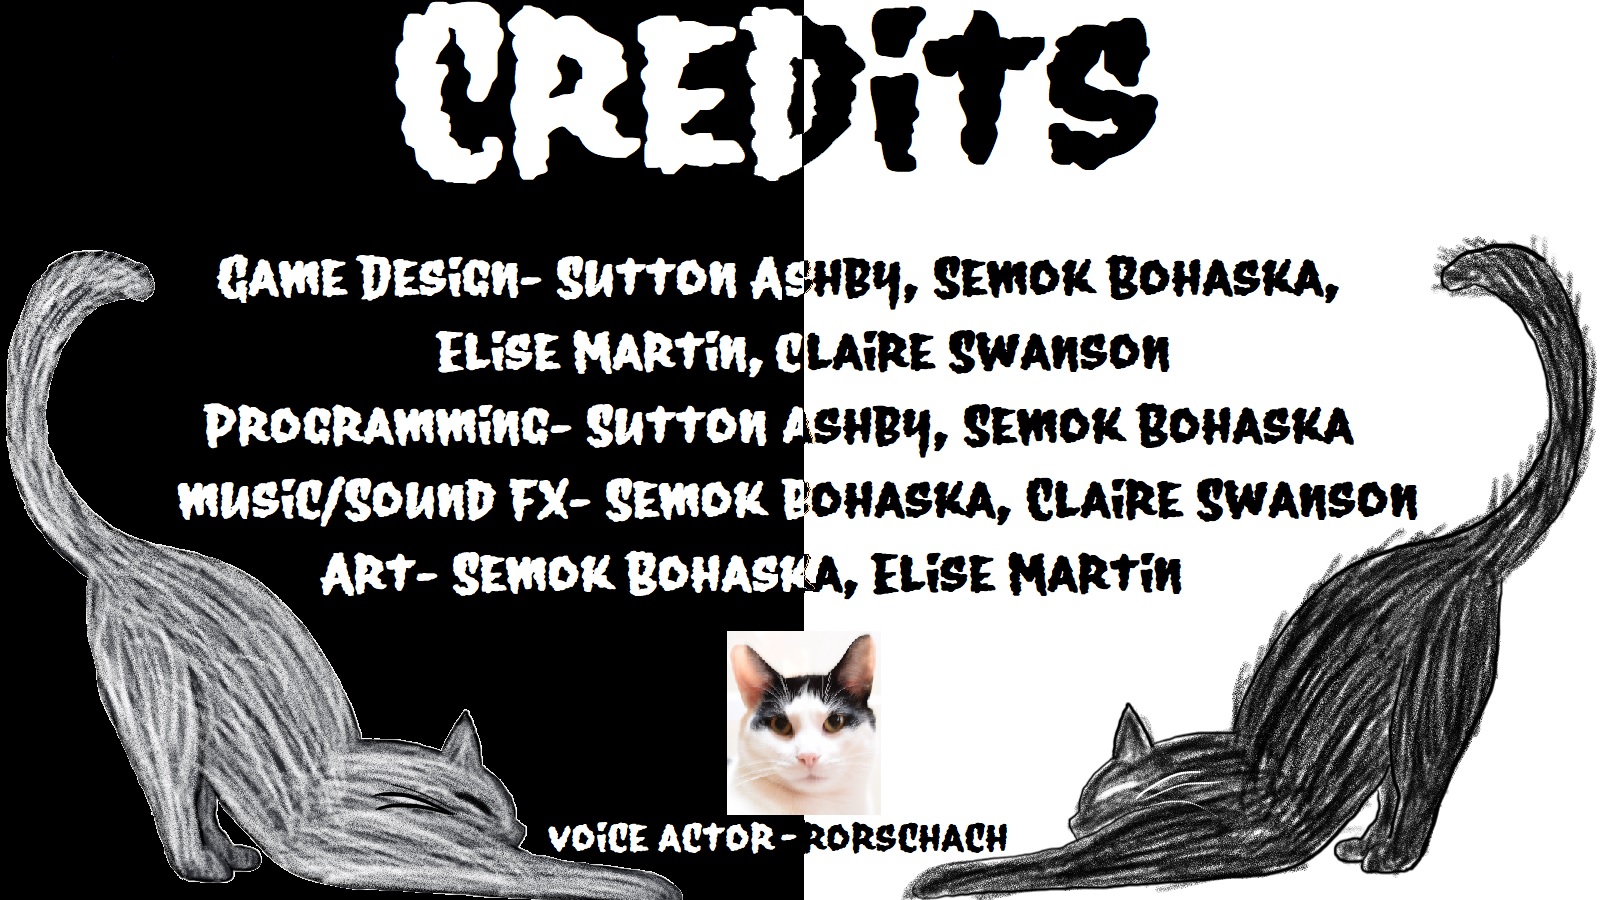 CREDiTS
GAME DESiGN- SUTTON ASHBY, SEMOK BOHASKA,
ELiSE MARTiN, CLAiRE SWANSON
PROGRAMMiNG- SUTTON ASHBY, SEMOK BOHASKA
MUSiC/SOUND FX- SEMOK BOHASKA, CLAiRE SWANSON
ART- SEMOK BOHASKA, ELiSE MARTiN
VOiCE ACTOR - RORSCHACH